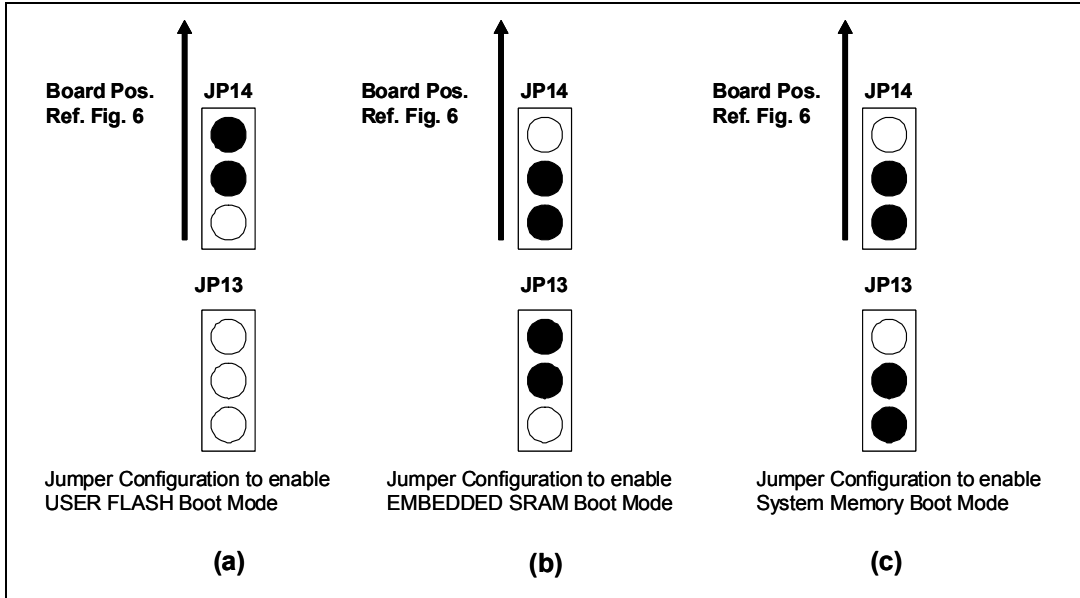 Board Pos.
Ref. Fig. 6
JP14
JP13
Jumper Configuration to enable
USER FLASH Boot Mode
(a)
Board Pos.
Ref. Fig. 6
JP14
JP13
Jumper Configuration to enable
EMBEDDED SRAM Boot Mode
(b)
Board Pos.
Ref. Fig. 6
JP14
JP13
Jumper Configuration to enable
System Memory Boot Mode
(c)